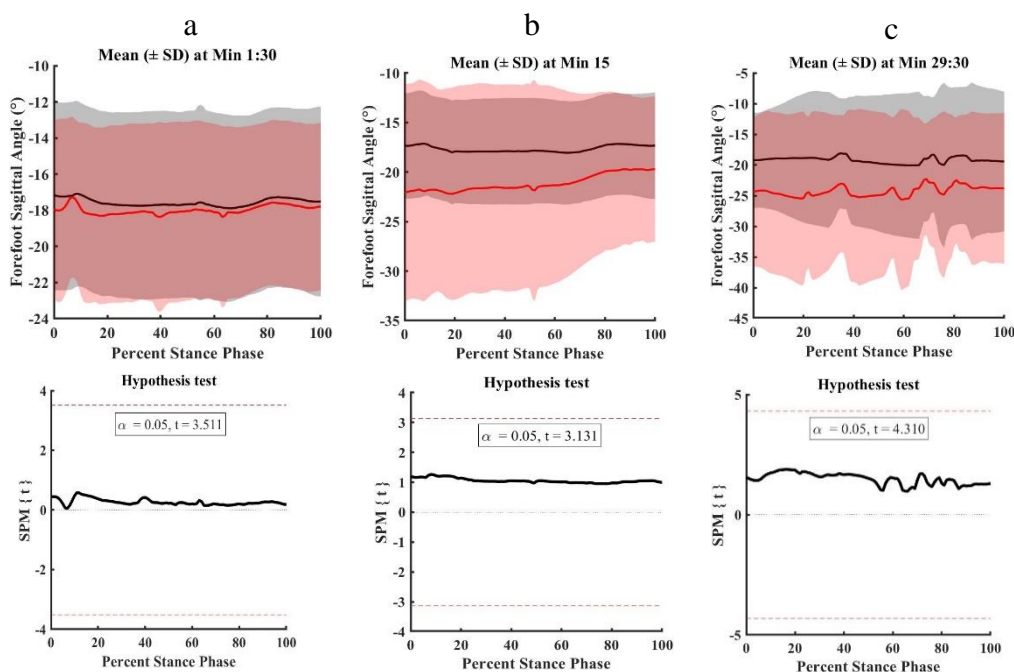 a
b
c
Mean (± SD) at Min 1:30
Mean (± SD) at Min 15
Mean (± SD) at Min 29:30
Forefoot Sagittal Angle (°)
-10
-12
-14
-16
-18
-20
-22
-24
0 20 40 60 80 100
Percent Stance Phase
Forefoot Sagittal Angle (°)
-10
-15
-20
-25
-30
-35
0 20 40 60 80 100
Percent Stance Phase
Forefoot Sagittal Angle (°)
-5
-10
-15
-20
-25
-30
-35
-40
-45
0 20 40 60 80 100
Percent Stance Phase
Hypothesis test
α = 0.05, t = 3.511
SPM { t }
4
2
0
-2
-4
0 20 40 60 80 100
Percent Stance Phase
Hypothesis test
α = 0.05, t = 3.131
SPM { t }
4
3
2
1
0
-1
-2
-3
-4
0 20 40 60 80 100
Percent Stance Phase
Hypothesis test
α = 0.05, t = 4.310
SPM { t }
5
0
-5
0 20 40 60 80 100
Percent Stance Phase